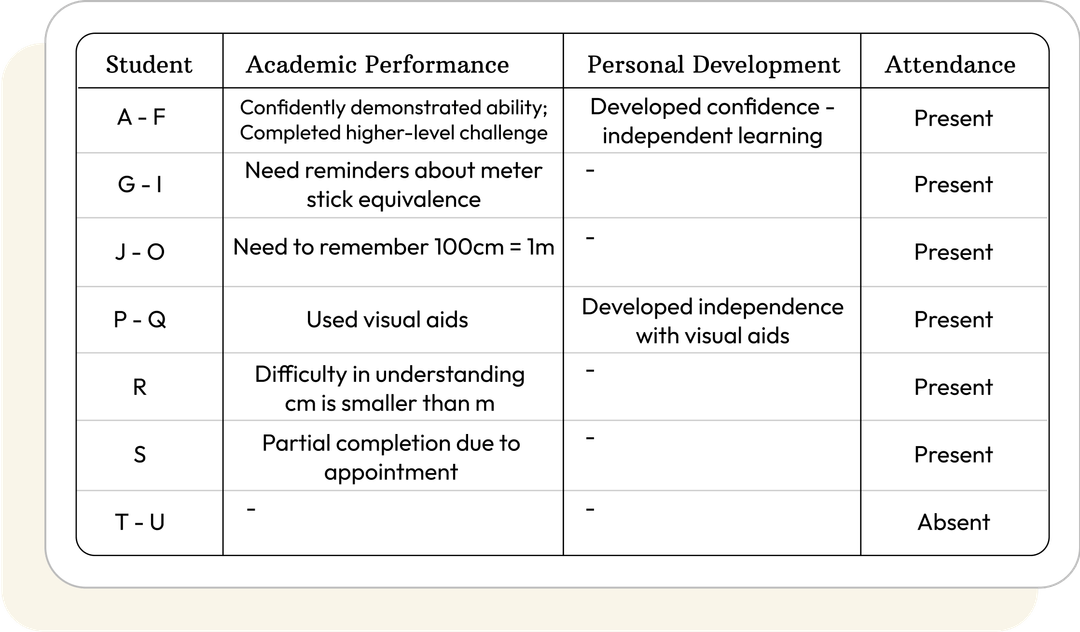 Student Academic Performance Personal Development Attendance
A - F
Confidently demonstrated ability;
Completed higher-level challenge
Developed confidence -
independent learning
Present
G - I
Need reminders about meter
stick equivalence
-
Present
J - O
Need to remember 100cm = 1m
-
Present
P - Q
Used visual aids
Developed independence
with visual aids
Present
R
Difficulty in understanding
cm is smaller than m
-
Present
S
Partial completion due to
appointment
-
Present
T - U
-
-
Absent